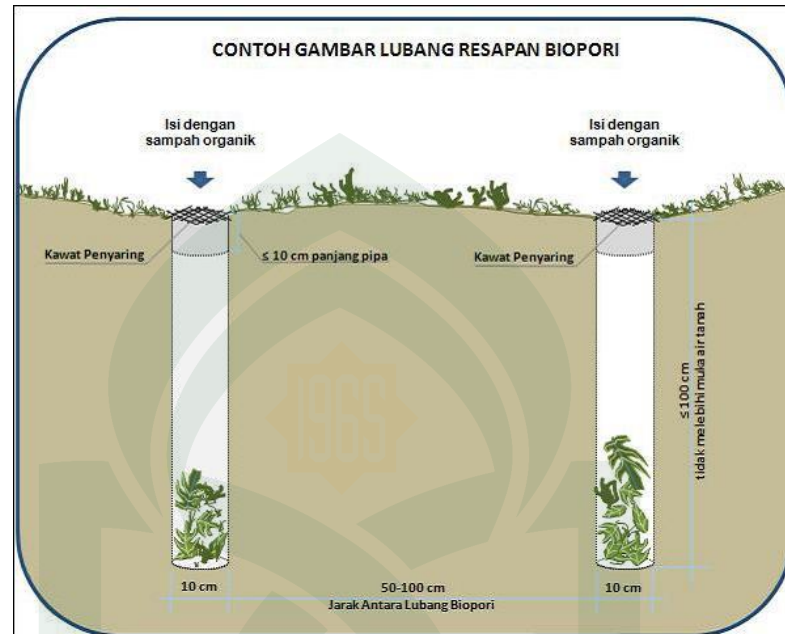 CONTOH GAMBAR LUBANG RESAPAN BIOPORI
Isi dengan
sampah organik
Isi dengan
sampah organik
Kawat Penyaring
≤ 10 cm panjang pipa
Kawat Penyaring
≤ 100 cm
tidak melebihi muka air tanah
1965
10 cm
50-100 cm
10 cm
Jarak Antara Lubang Biopori